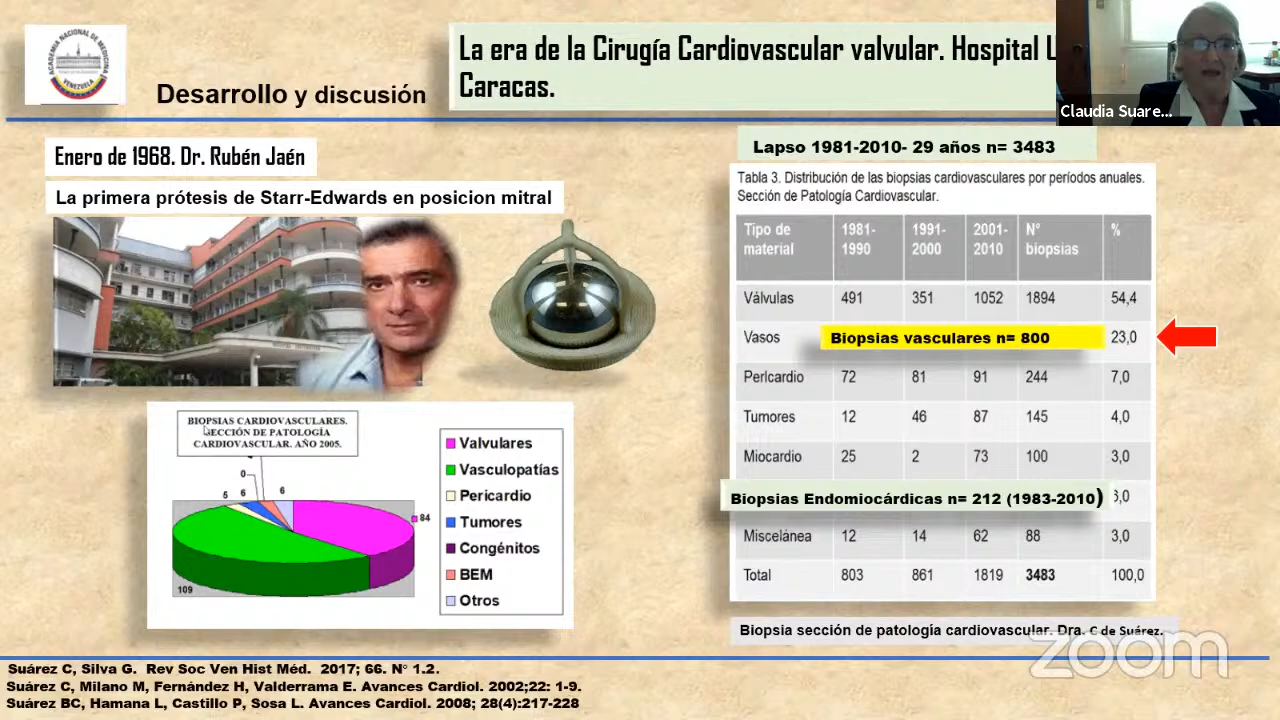 ACADEMIA NACIONAL DE MEDICINA
VENEZUELA
Desarrollo y discusión
La era de la Cirugía Cardiovascular valvular. Hospital
Caracas.
Claudia Suare...
Enero de 1968. Dr. Rubén Jaén
La primera prótesis de Starr-Edwards en posicion mitral
BIOPSIAS CARDIOVASCULARES.
SECCIÓN DE PATOLOGÍA
CARDIOVASCULAR. AÑO 2005.
0
5 6 6
84
109
Valvulares
Vasculopatías
Pericardio
Tumores
Congénitos
BEM
Otros
Lapso 1981-2010- 29 años n= 3483
Tabla 3. Distribución de las biopsias cardiovasculares por períodos anuales.
Sección de Patología Cardiovascular.
Tipo de material 1981-1990 1991-2000 2001-2010 N° biopsias %
Válvulas 491 351 1052 1894 54,4
Vasos Biopsias vasculares n= 800 23,0
Pericardio 72 81 91 244 7,0
Tumores 12 46 87 145 4,0
Miocardio 25 2 73 100 3,0
Biopsias Endomiocárdicas n= 212 (1983-2010) ,0
Miscelánea 12 14 62 88 3,0
Total 803 861 1819 3483 100,0
Biopsia sección de patología cardiovascular. Dra. C de Suárez.
zoom
Suárez C, Silva G. Rev Soc Ven Hist Méd. 2017; 66. N° 1.2.
Suárez C, Milano M, Fernández H, Valderrama E. Avances Cardiol. 2002;22: 1-9.
Suárez BC, Hamana L, Castillo P, Sosa L. Avances Cardiol. 2008; 28(4):217-228